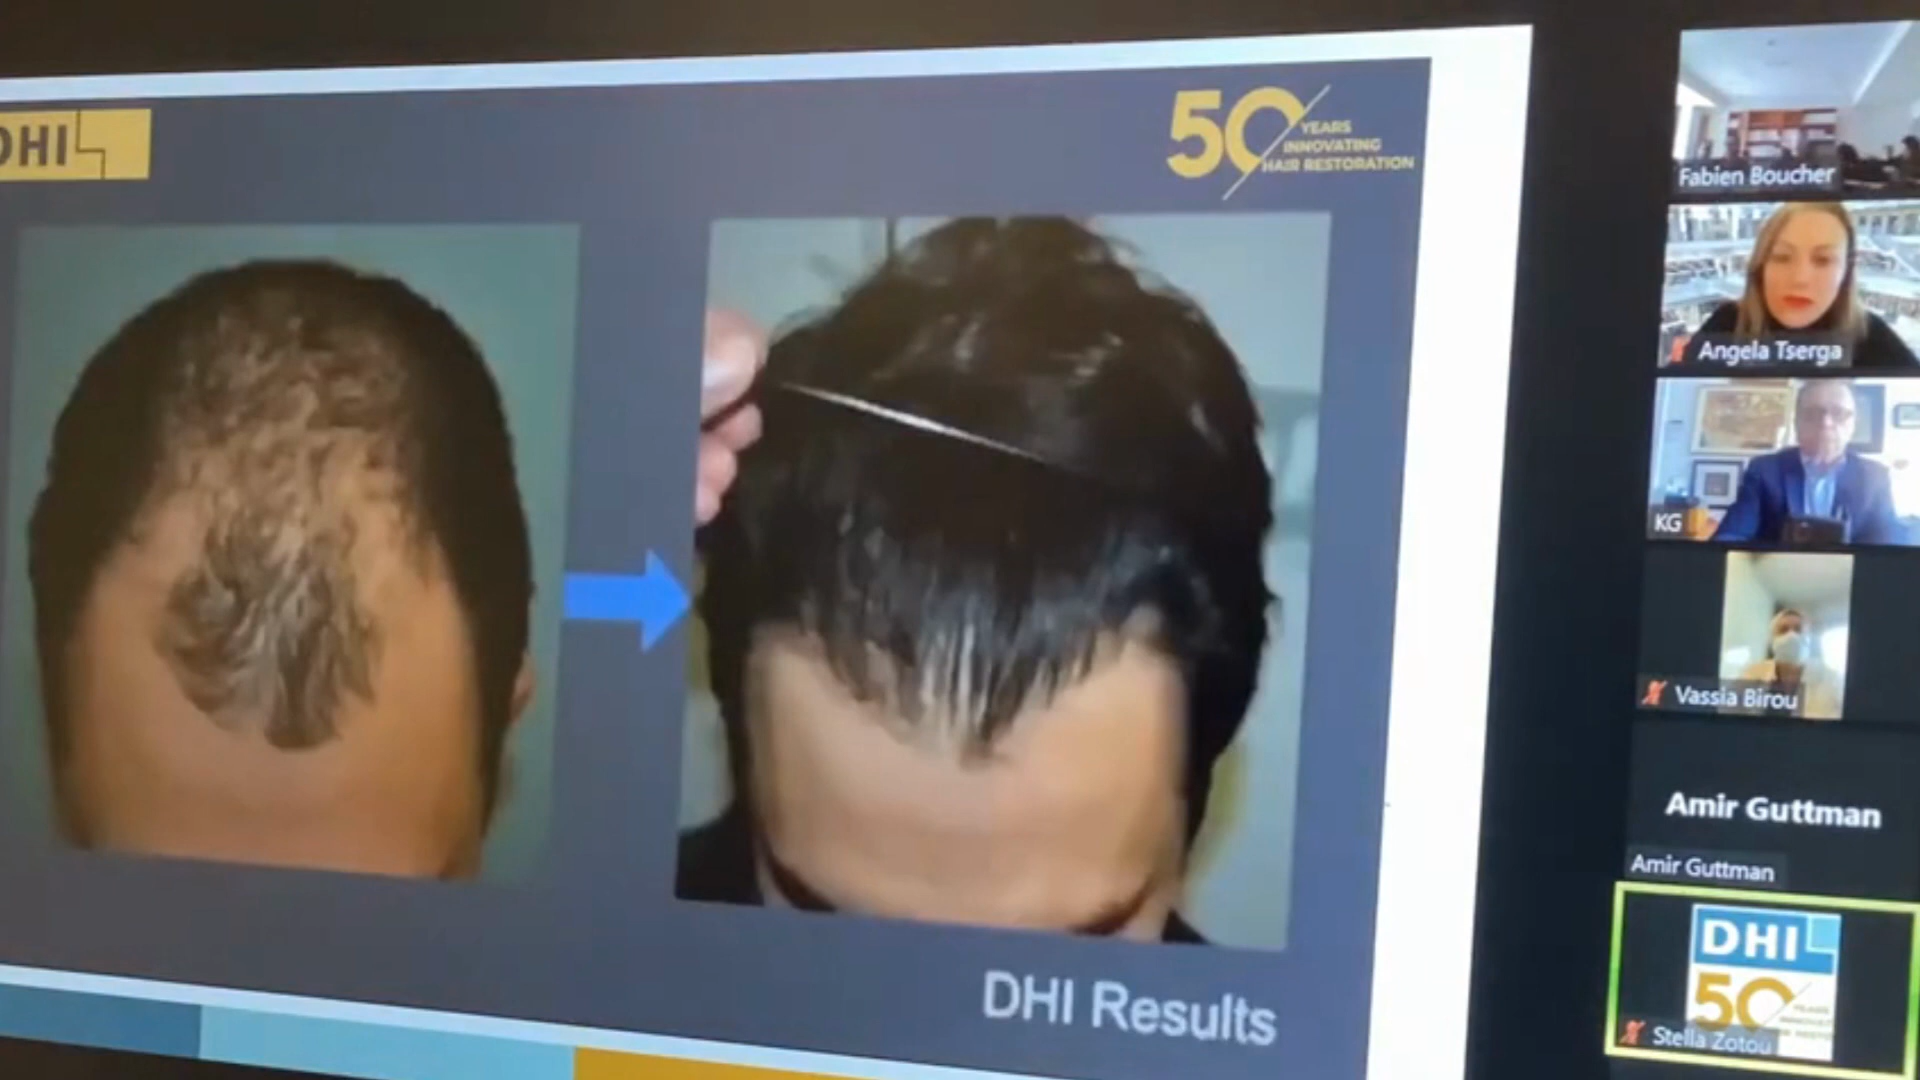 DHI
50
YEARS
INNOVATING
HAIR RESTORATION
DHI Results
Fabien Boucher
Angela Tserga
KG
Vassia Birou
Amir Guttman
Amir Guttman
DHI
50
YEARS
Stella Zotou